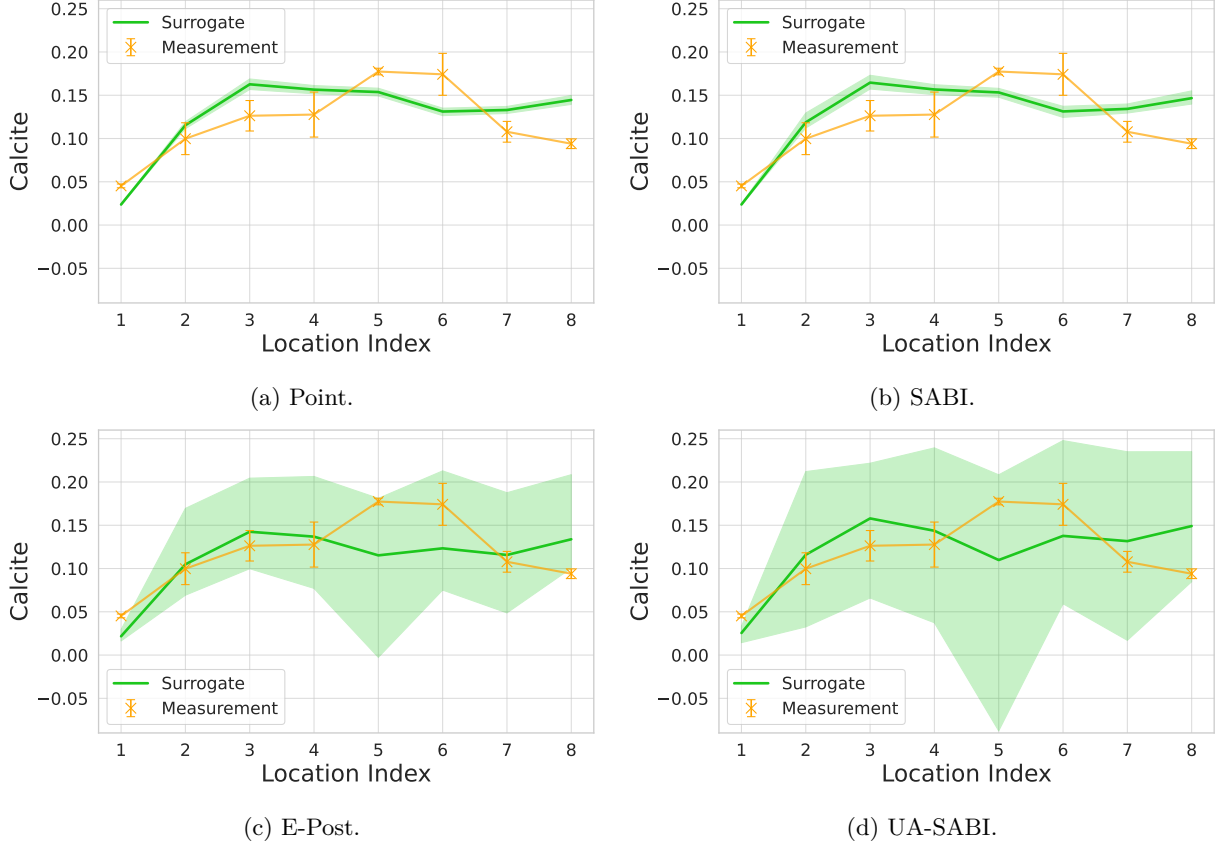 0.25
0.20
0.15
0.10
0.05
0.00
−0.05
Calcite
Surrogate
Measurement
1 2 3 4 5 6 7 8
Location Index
(a) Point.
0.25
0.20
0.15
0.10
0.05
0.00
−0.05
Calcite
Surrogate
Measurement
1 2 3 4 5 6 7 8
Location Index
(b) SABI.
0.25
0.20
0.15
0.10
0.05
0.00
−0.05
Calcite
Surrogate
Measurement
1 2 3 4 5 6 7 8
Location Index
(c) E-Post.
0.25
0.20
0.15
0.10
0.05
0.00
−0.05
Calcite
Surrogate
Measurement
1 2 3 4 5 6 7 8
Location Index
(d) UA-SABI.